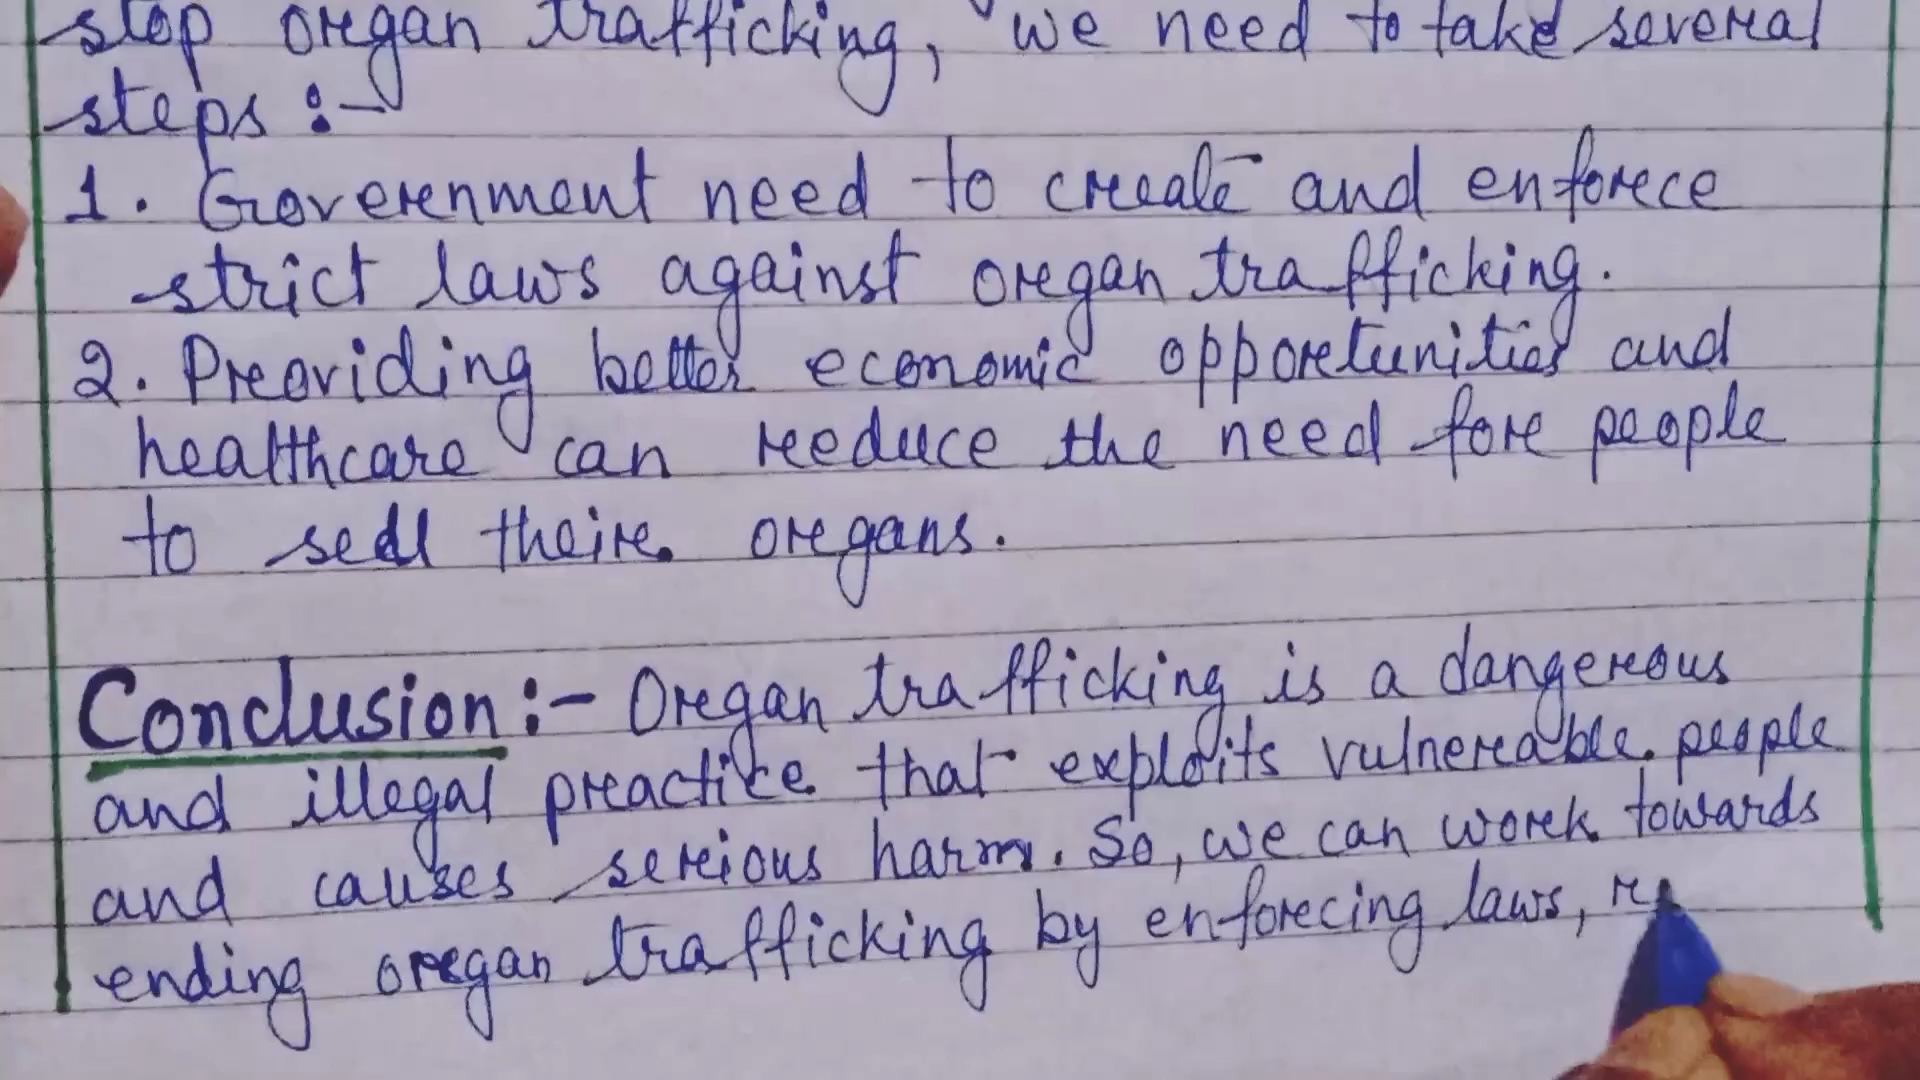 stop organ trafficking, we need to take several
steps :-
1. Government need to create and enforce
strict laws against organ trafficking.
2. Providing better economic opportunities and
healthcare can reduce the need for people
to sell their organs.
Conclusion :- Organ trafficking is a dangerous
and illegal practice that exploits vulnerable people
and causes serious harm. So, we can work towards
ending organ trafficking by enforcing laws,